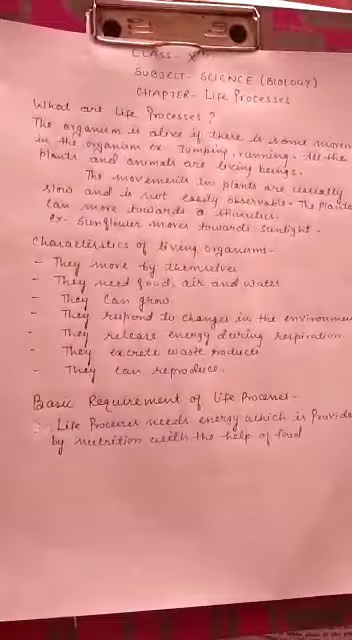 CLASS - X
SUBJECT - SCIENCE (BIOLOGY)
CHAPTER - Life Processes
What are Life Processes ?
The organism is alive if there is some movem
in the organism ex Jumping, running. All the
plants and animals are living beings.
The movements in plants are usually
slow and is not easily observable. The plants
can move towards a stimulus.
ex- Sunflower moves towards sunlight.
Characteristics of living organism-
- They move by themselves
- They need food, air and water
- They can grow
- They respond to changes in the environmen
- They release energy during respiration
- They excrete waste products
- They can reproduce.
Basic Requirement of Life Processes -
Life Processes needs energy which is Provide
by nutrition with the help of food